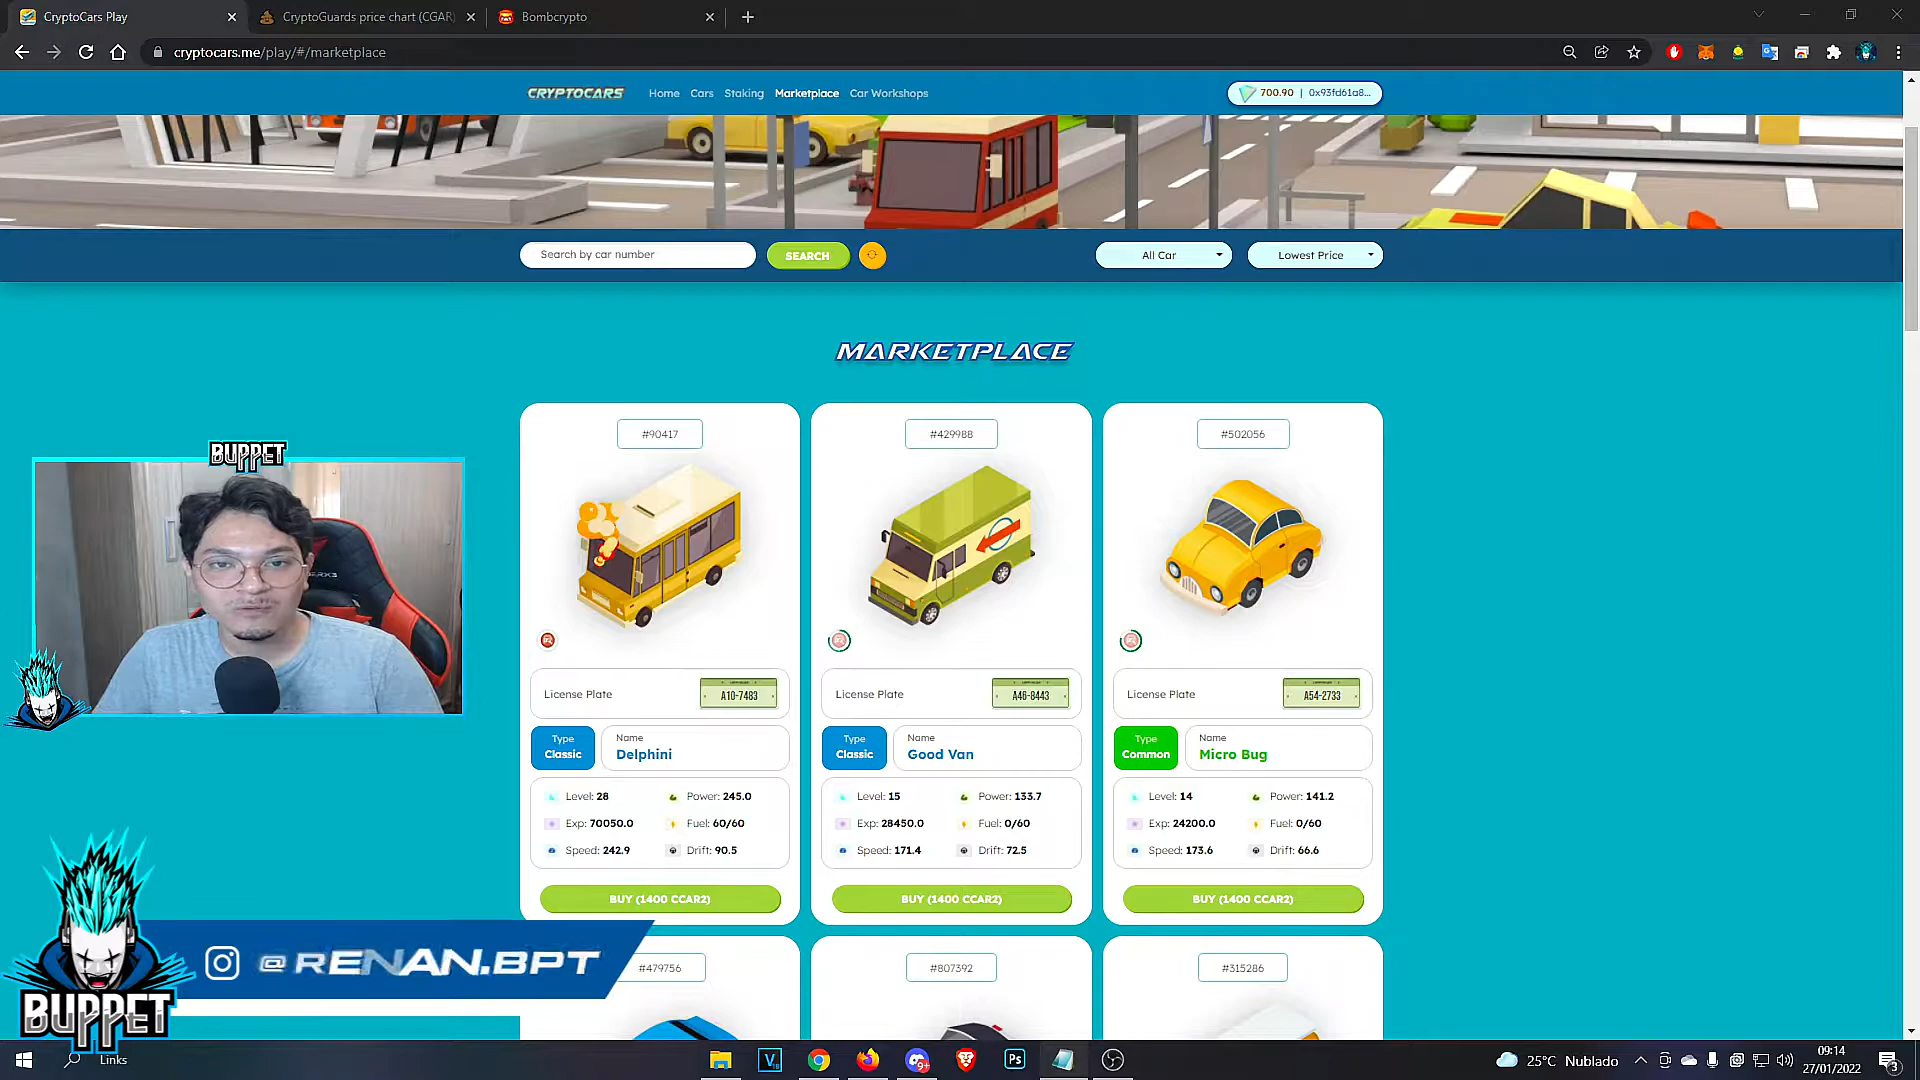 CryptoCars Play
CryptoGuards price chart (CGAR)
Bombcrypto
cryptocars.me/play/#/marketplace
CRYPTOCARS
Home
Cars
Staking
Marketplace
Car Workshops
700.90 | 0x93fd61a8...
Search by car number
SEARCH
All Car
Lowest Price
MARKETPLACE
#90417
#429988
#502056
BUPPET
License Plate
A10-7483
License Plate
A46-8443
License Plate
A54-2733
Type
Classic
Name
Delphini
Type
Classic
Name
Good Van
Type
Common
Name
Micro Bug
Level: 28
Power: 245.0
Exp: 70050.0
Fuel: 60/60
Speed: 242.9
Drift: 90.5
Level: 15
Power: 133.7
Exp: 28450.0
Fuel: 0/60
Speed: 171.4
Drift: 72.5
Level: 14
Power: 141.2
Exp: 24200.0
Fuel: 0/60
Speed: 173.6
Drift: 66.6
BUY (1400 CCAR2)
BUY (1400 CCAR2)
BUY (1400 CCAR2)
@RENAN.BPT
BUPPET
#479756
#807392
#315286
Links
V
9+
Ps
25°C Nublado
09:14
27/01/2022
3